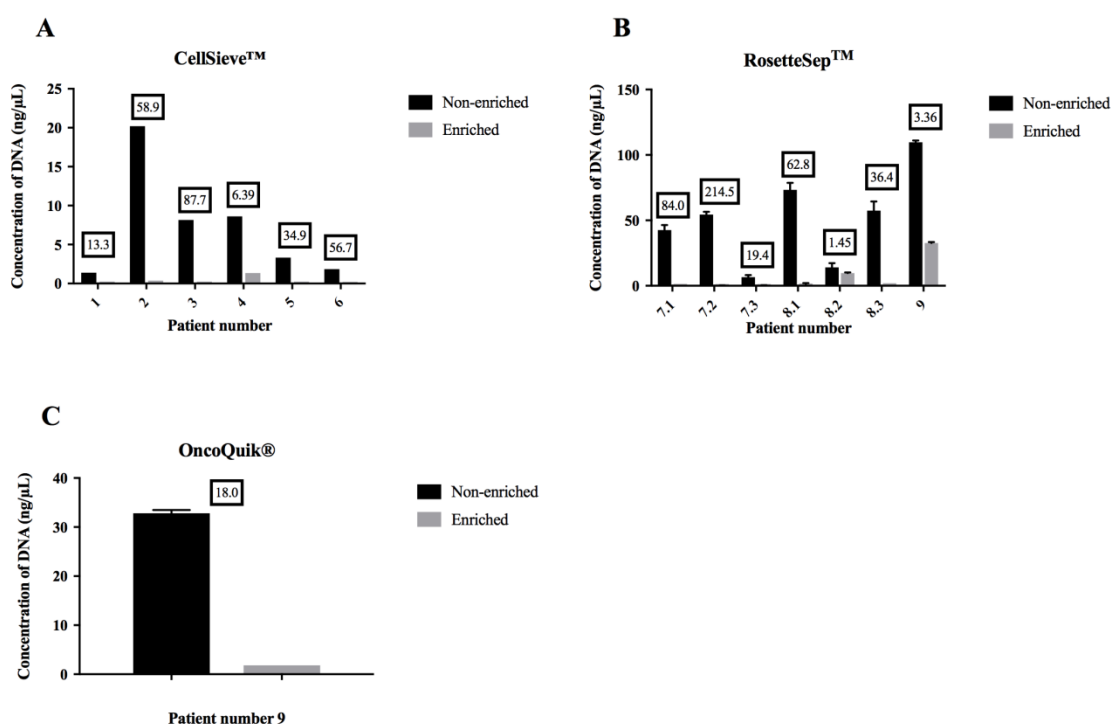 A
CellSieve™
Concentration of DNA (ng/µL)
25
20
15
10
5
0
13.3
58.9
87.7
6.39
34.9
56.7
1
2
3
4
5
6
Patient number
Non-enriched
Enriched
B
RosetteSep™
Concentration of DNA (ng/µL)
150
100
50
0
84.0
214.5
19.4
62.8
1.45
36.4
3.36
7.1
7.2
7.3
8.1
8.2
8.3
9
Patient number
Non-enriched
Enriched
C
OncoQuik®
Concentration of DNA (ng/µL)
40
30
20
10
0
18.0
Patient number 9
Non-enriched
Enriched